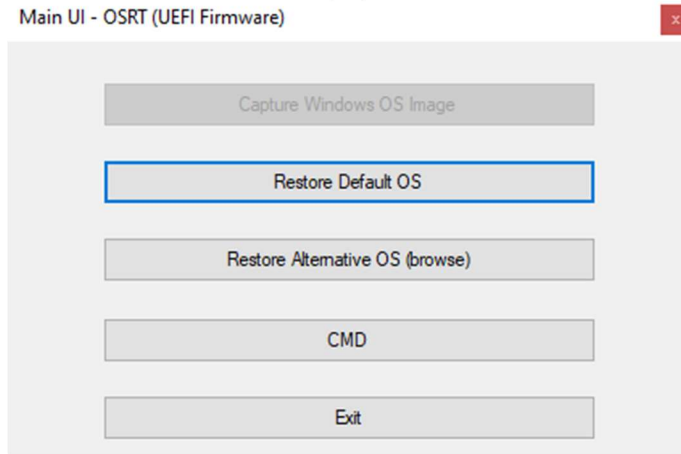 Main UI - OSRT (UEFI Firmware)
x
Capture Windows OS Image
Restore Default OS
Restore Alternative OS (browse)
CMD
Exit